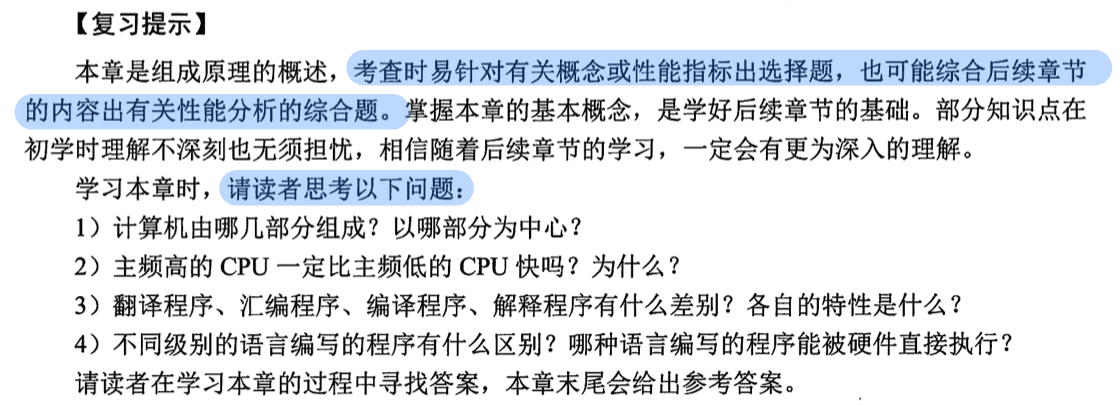 【复习提示】
本章是组成原理的概述，考查时易针对有关概念或性能指标出选择题，也可能综合后续章节
的内容出有关性能分析的综合题。掌握本章的基本概念，是学好后续章节的基础。部分知识点在
初学时理解不深刻也无须担忧，相信随着后续章节的学习，一定会有更为深入的理解。
学习本章时，请读者思考以下问题：
1）计算机由哪几部分组成？以哪部分为中心？
2）主频高的 CPU 一定比主频低的 CPU 快吗？为什么？
3）翻译程序、汇编程序、编译程序、解释程序有什么差别？各自的特性是什么？
4）不同级别的语言编写的程序有什么区别？哪种语言编写的程序能被硬件直接执行？
请读者在学习本章的过程中寻找答案，本章末尾会给出参考答案。